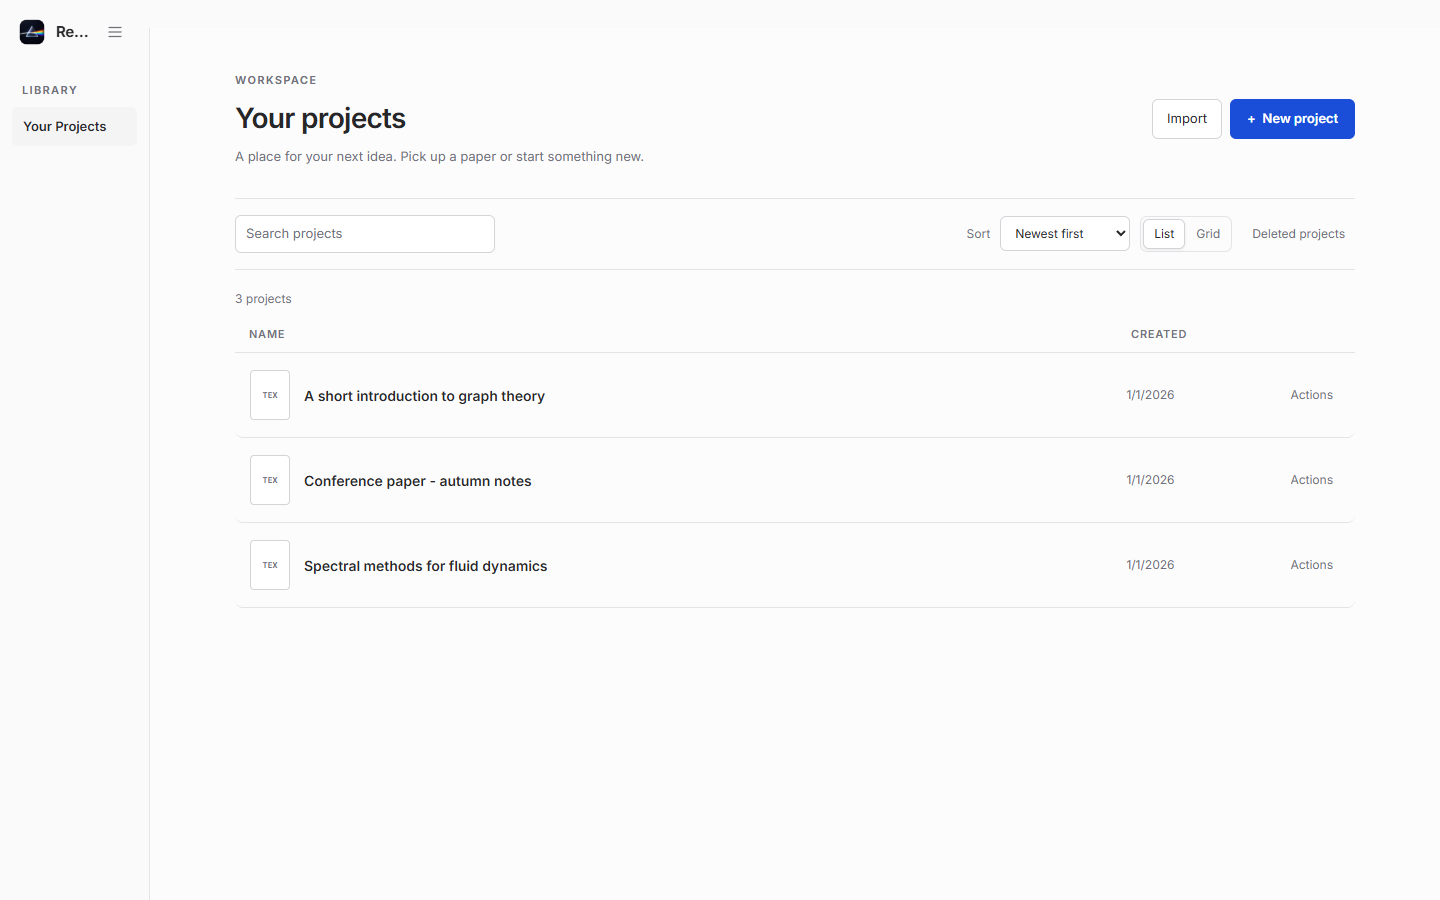 Re...
LIBRARY
Your Projects
WORKSPACE
Your projects
A place for your next idea. Pick up a paper or start something new.
Import
+ New project
Search projects
Sort
Newest first
List
Grid
Deleted projects
3 projects
NAME
CREATED
TEX
A short introduction to graph theory
1/1/2026
Actions
TEX
Conference paper - autumn notes
1/1/2026
Actions
TEX
Spectral methods for fluid dynamics
1/1/2026
Actions